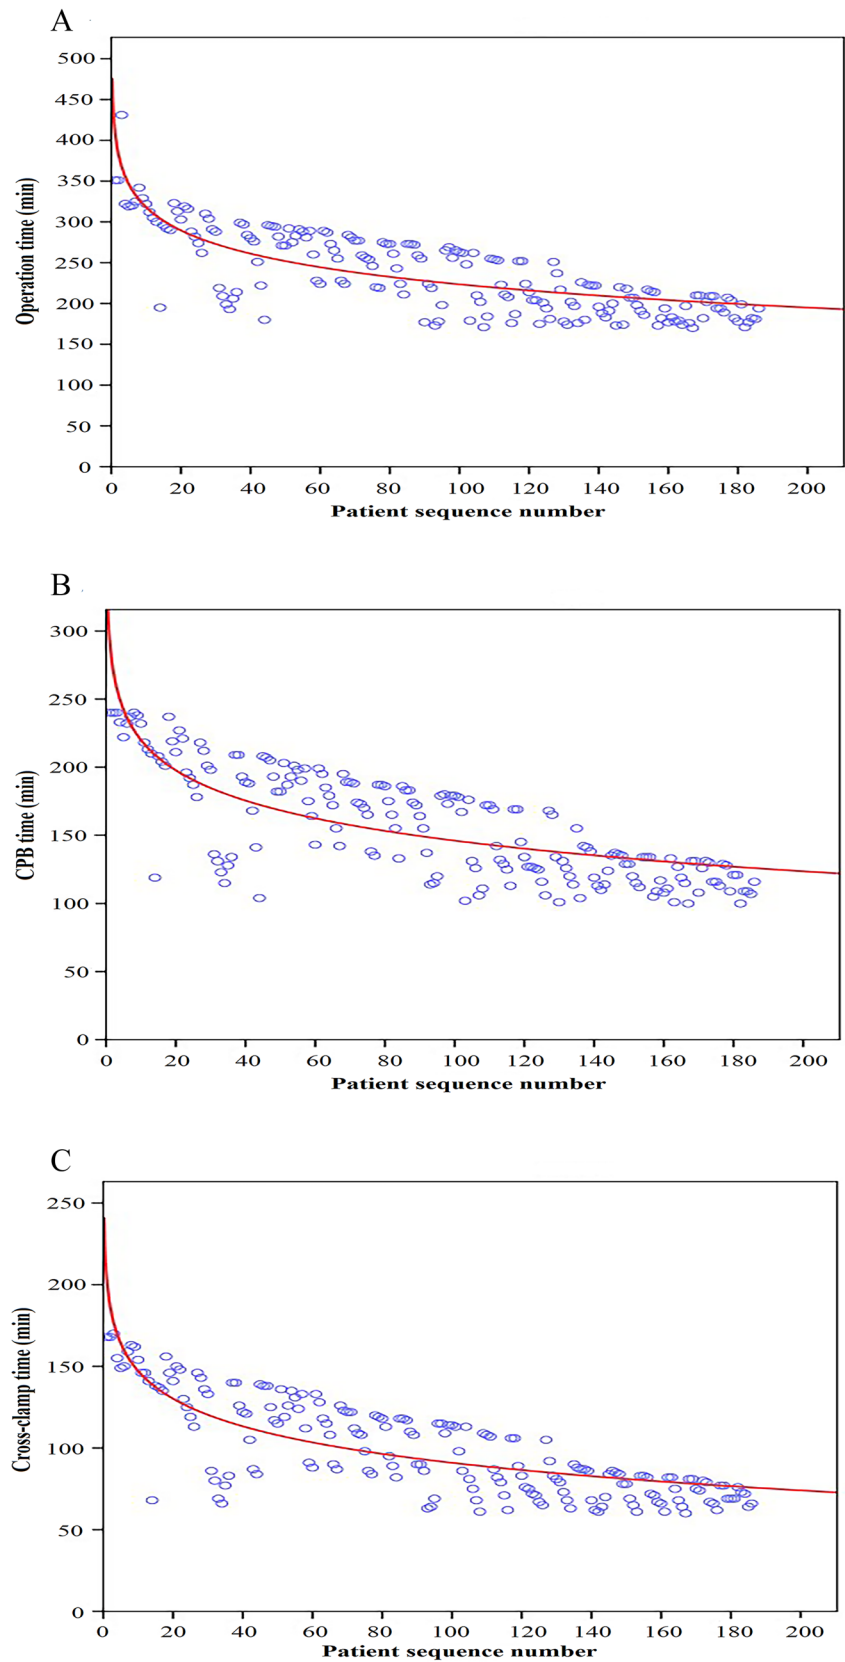 A
Operation time (min)
500
450
400
350
300
250
200
150
100
50
0
0 20 40 60 80 100 120 140 160 180 200
Patient sequence number
B
CPB time (min)
300
250
200
150
100
50
0
0 20 40 60 80 100 120 140 160 180 200
Patient sequence number
C
Cross-clamp time (min)
250
200
150
100
50
0
0 20 40 60 80 100 120 140 160 180 200
Patient sequence number